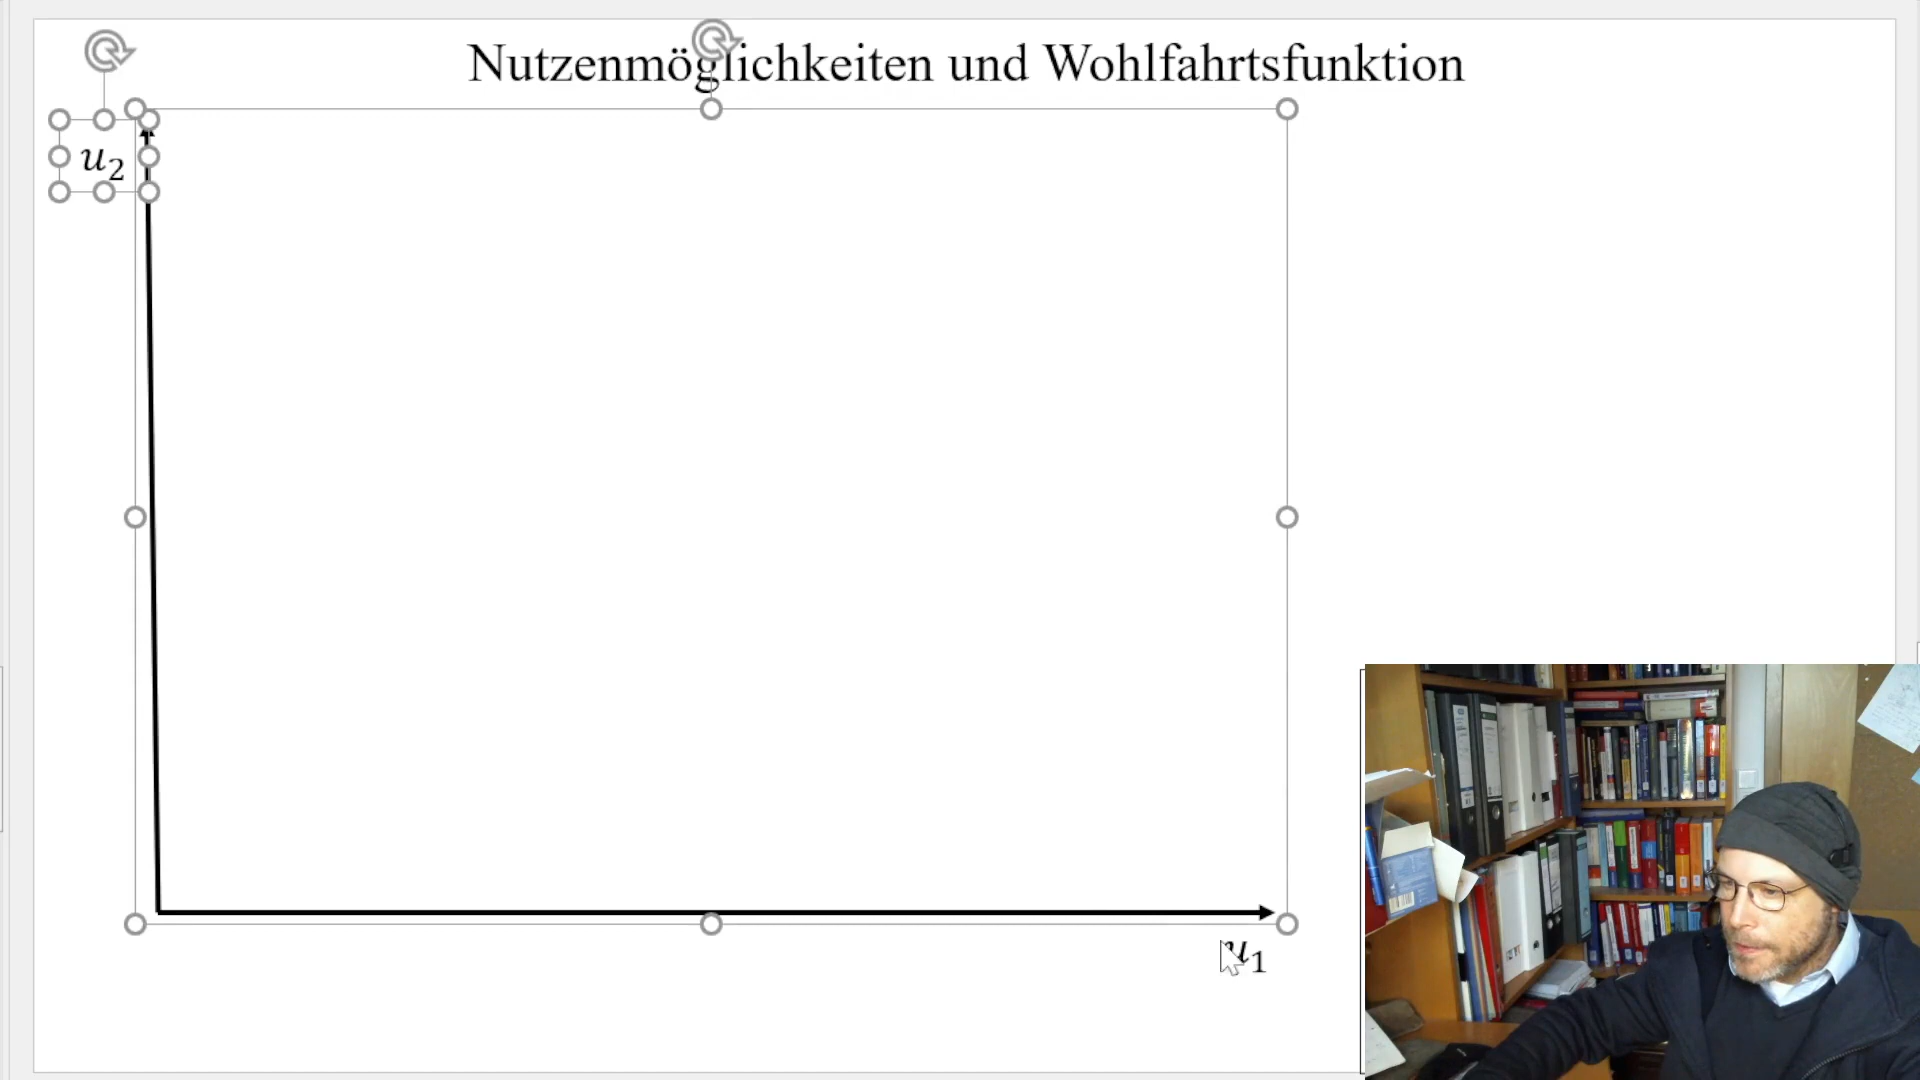 Nutzenmöglichkeiten und Wohlfahrtsfunktion
u₂
u₁